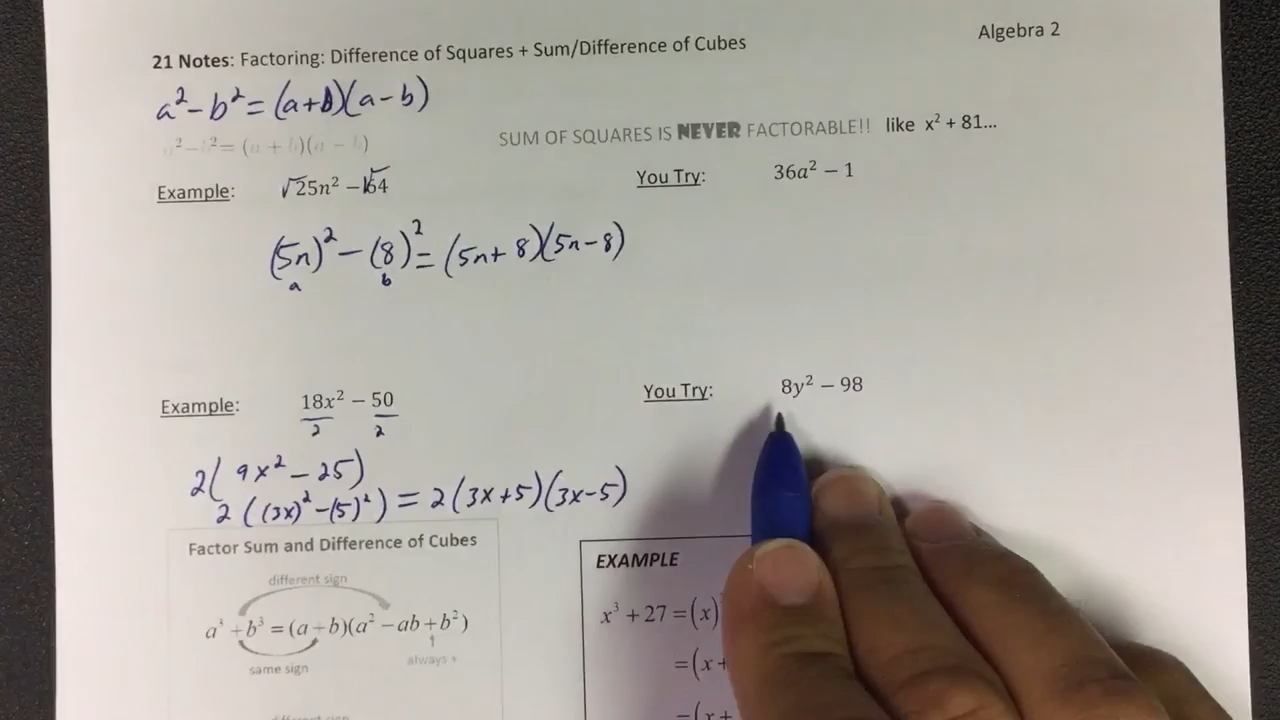 21 Notes: Factoring: Difference of Squares + Sum/Difference of Cubes
Algebra 2
a² - b² = (a+b)(a-b)
a² - b² = (a + b)(a - b)
SUM OF SQUARES IS NEVER FACTORABLE!! like x² + 81...
Example: √25n² - √64
You Try: 36a² - 1
(5n)² - (8)² = (5n+8)(5n-8)
a b
Example: 18x² - 50
2 2
You Try: 8y² - 98
2(9x² - 25)
2((3x)² - (5)²) = 2(3x+5)(3x-5)
Factor Sum and Difference of Cubes
different sign
a³ + b³ = (a + b)(a² - ab + b²)
same sign
always +
EXAMPLE
x³ + 27 = (x)
= (x +
= (x +